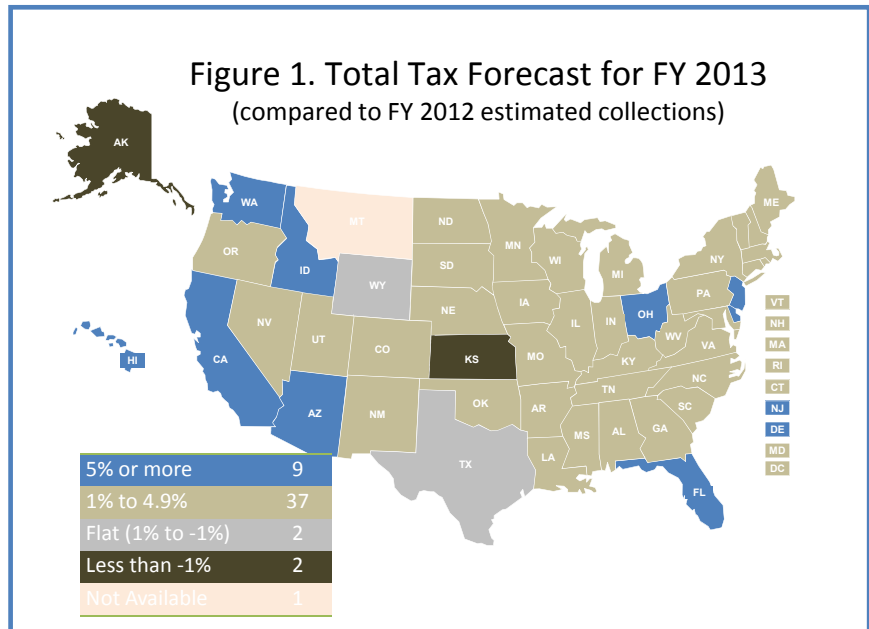 Figure 1. Total Tax Forecast for FY 2013
(compared to FY 2012 estimated collections)
AK
WA
MT
ND
ME
OR
ID
MN
SD
WI
NY
MI
WY
PA
NE
IA
VT
OH
IL
IN
NV
NH
UT
WV
CO
VA
MA
HI
CA
KS
MO
KY
RI
NC
TN
CT
AZ
OK
NM
AR
SC
NJ
MS
AL
GA
DE
TX
LA
MD
DC
FL
5% or more 9
1% to 4.9% 37
Flat (1% to -1%) 2
Less than -1% 2
Not Available 1